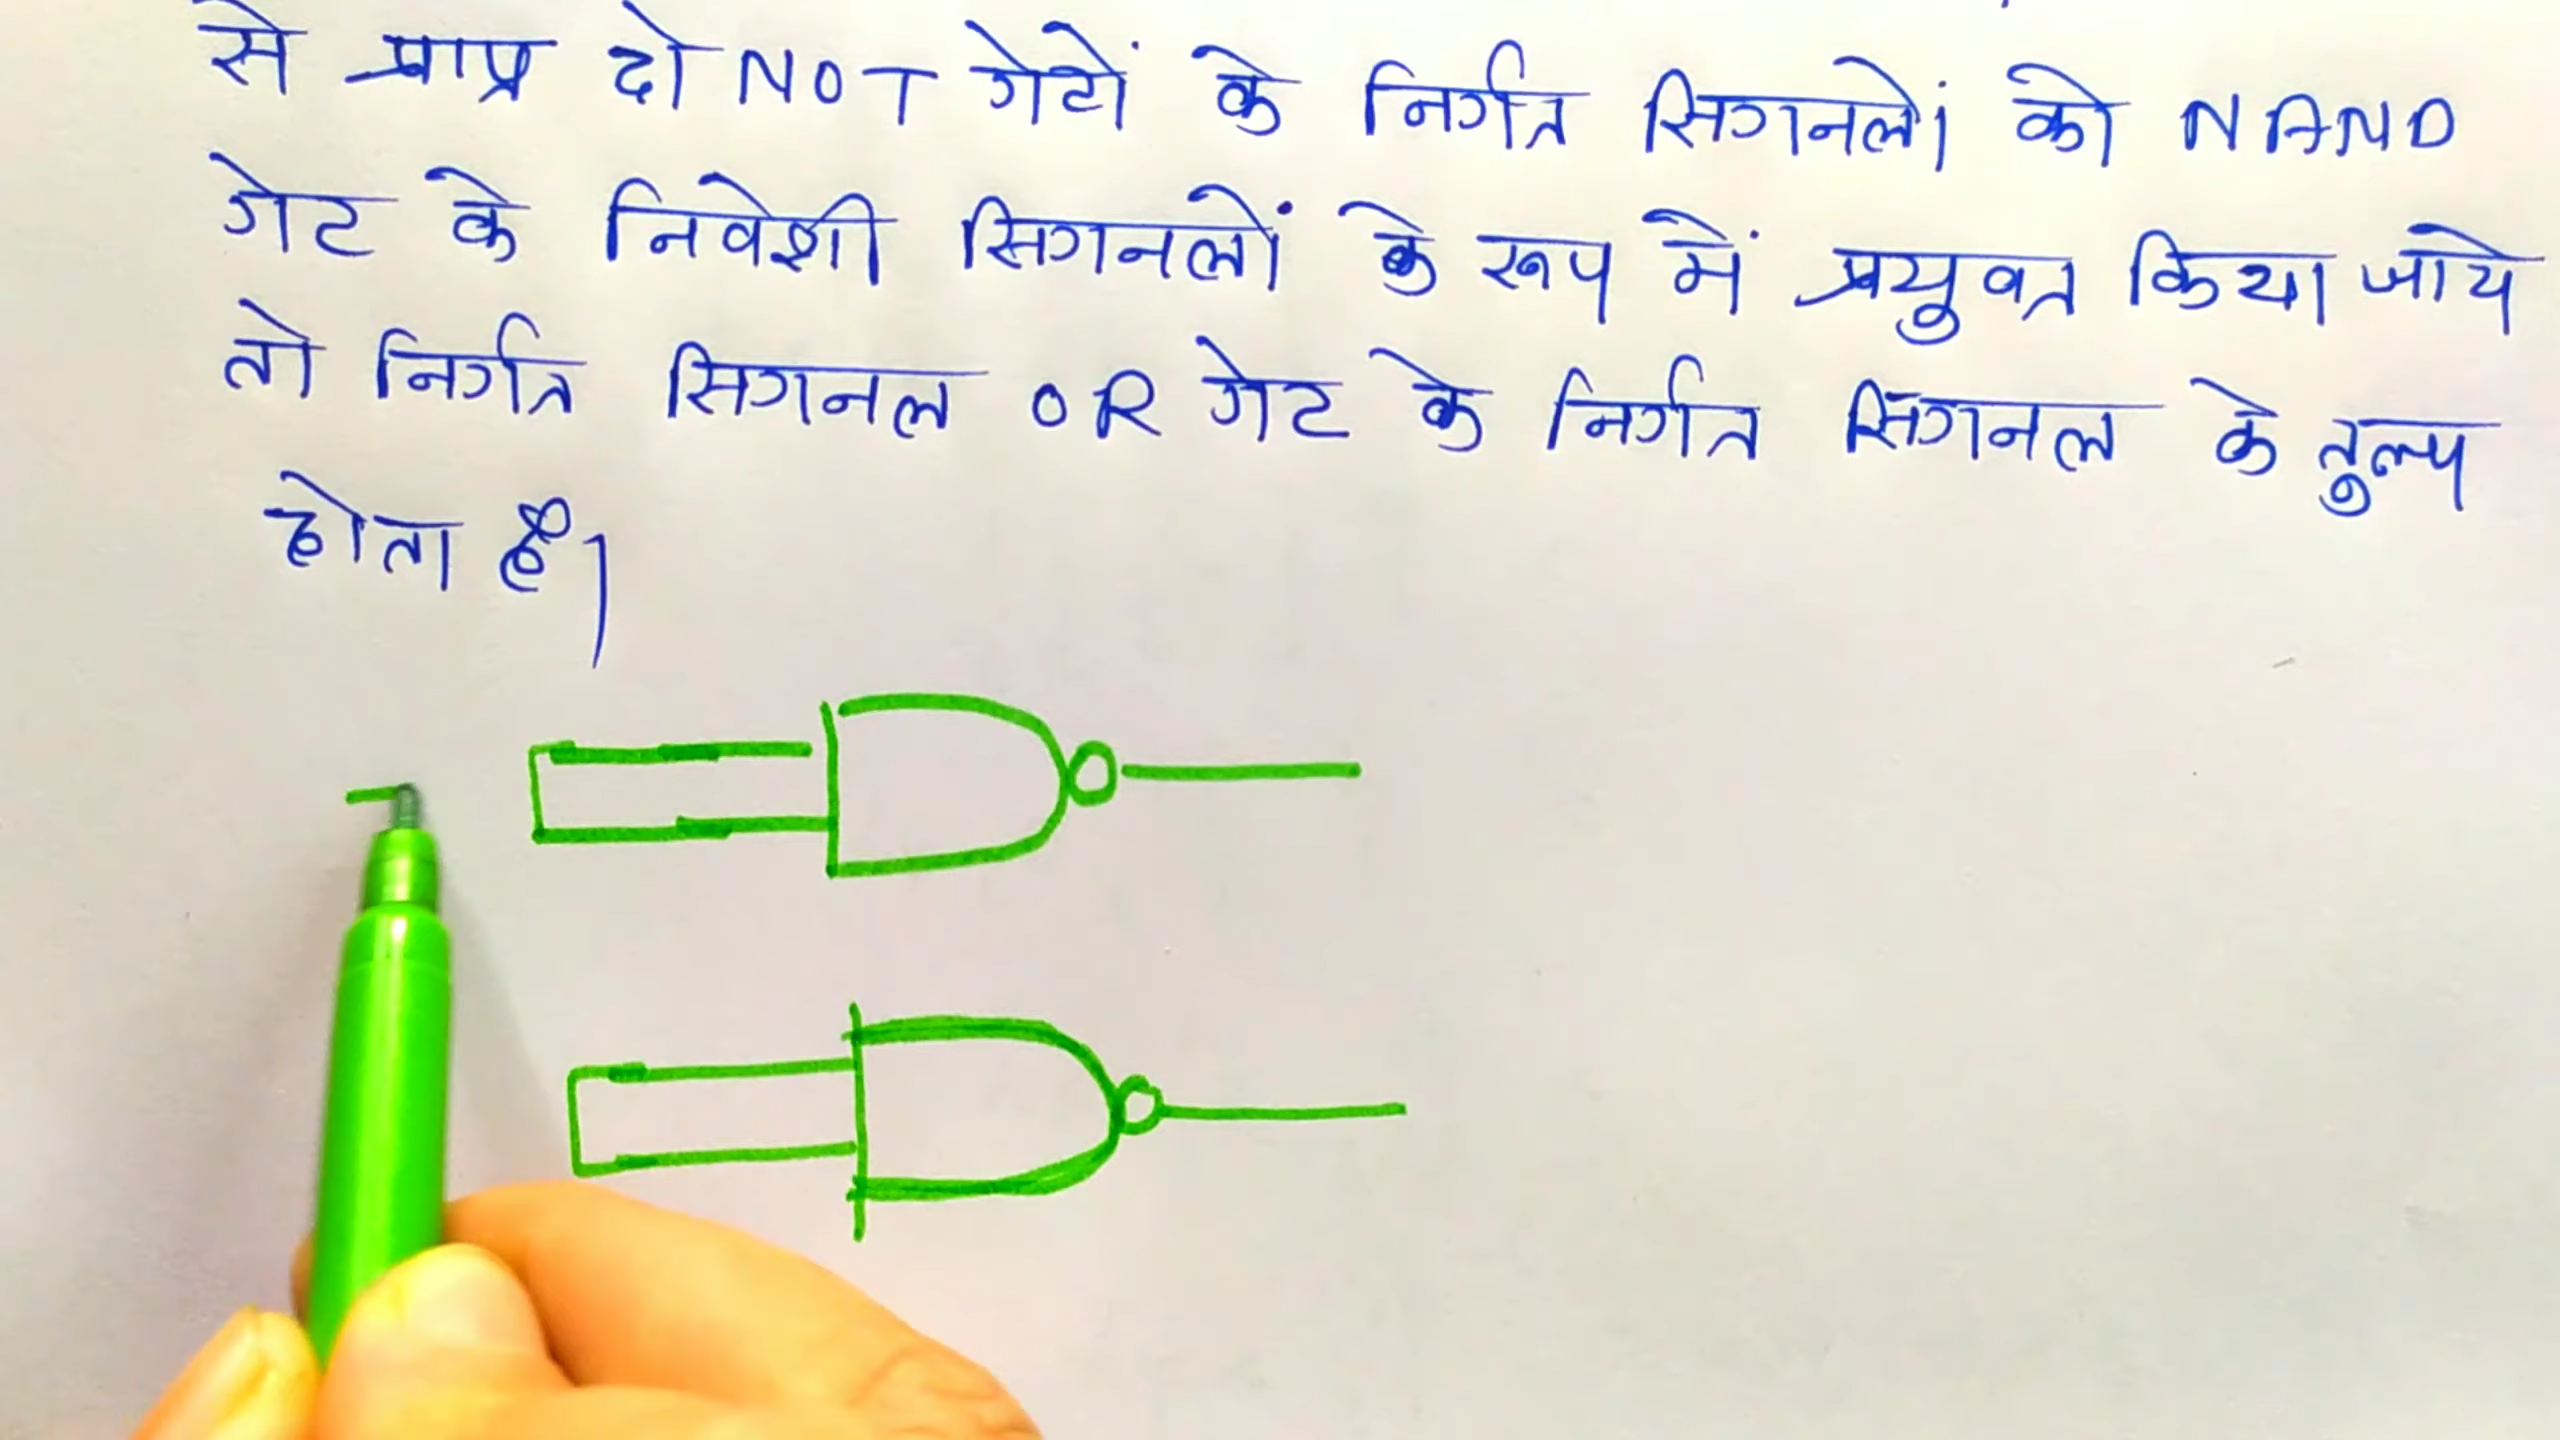 से प्राप्त दो NOT गेटों के निर्गत सिगनलों को NAND
गेट के निवेशी सिगनलों के रूप में प्रयुक्त किया जाये
तो निर्गत सिगनल OR गेट के निर्गत सिगनल के तुल्य
होता है।